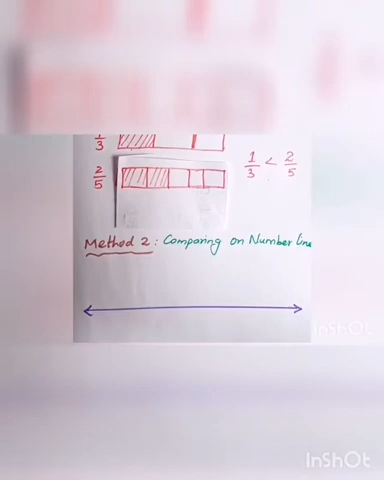 1/3
2/5
1/3 < 2/5
Method 2 : Comparing on Number line
InShOt
InShOt